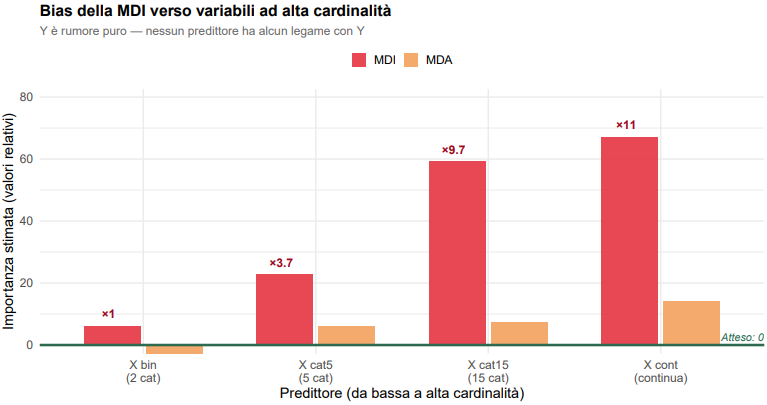 Bias della MDI verso variabili ad alta cardinalità
Y è rumore puro — nessun predittore ha alcun legame con Y
MDI MDA
Importanza stimata (valori relativi)
80
60
40
20
0
×1
×3.7
×9.7
×11
Atteso: 0
X bin
(2 cat)
X cat5
(5 cat)
X cat15
(15 cat)
X cont
(continua)
Predittore (da bassa a alta cardinalità)